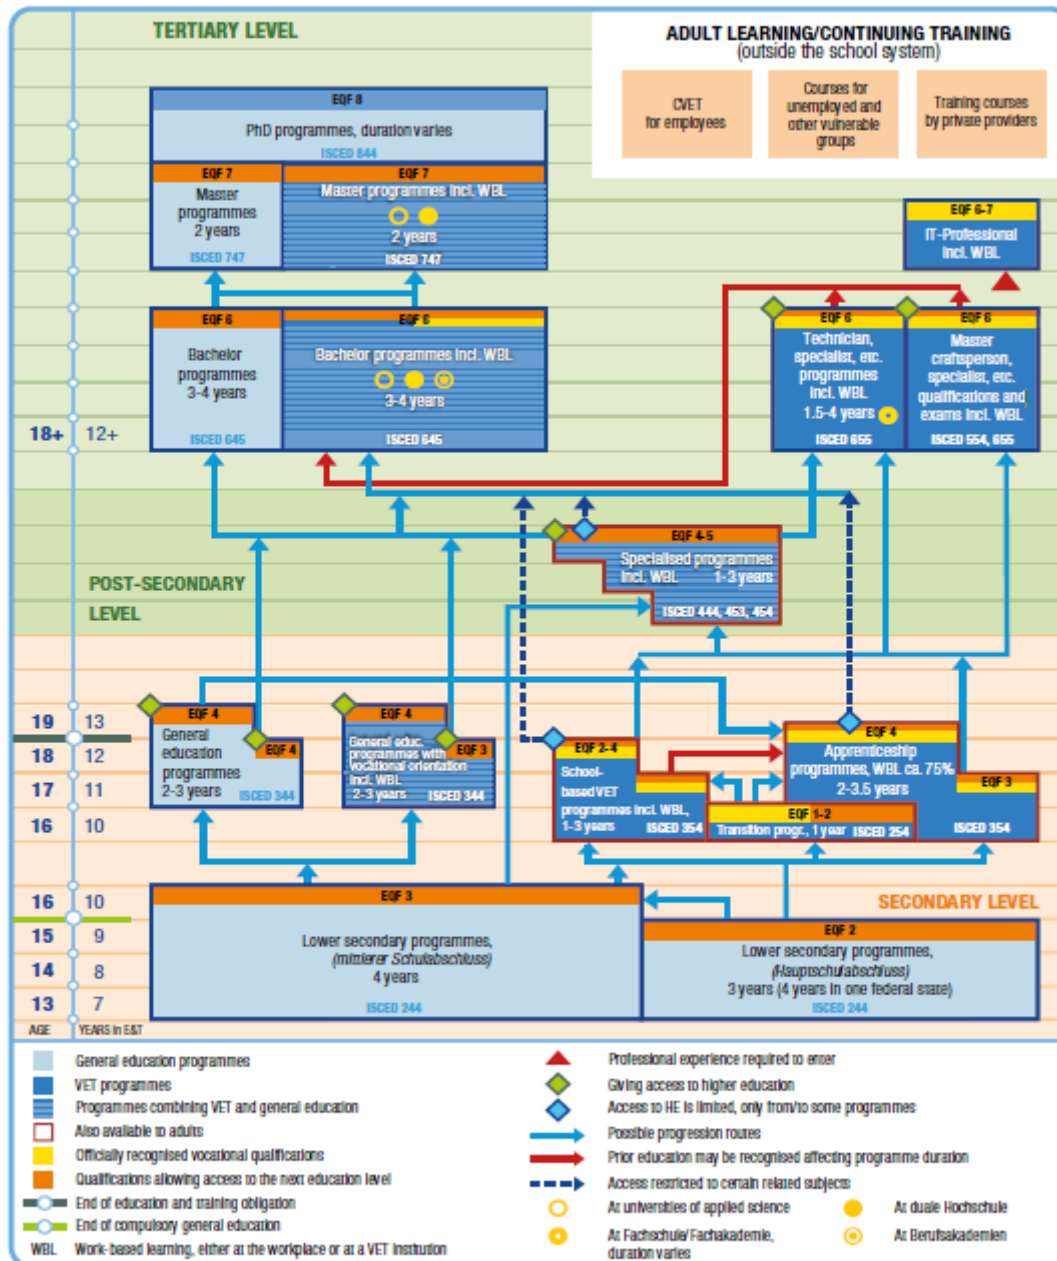 TERTIARY LEVEL
ADULT LEARNING/CONTINUING TRAINING
(outside the school system)
CVET
for employees
Courses for
unemployed and
other vulnerable
groups
Training courses
by private providers
EQF 8
PhD programmes, duration varies
ISCED 844
EQF 7
Master
programmes
2 years
ISCED 747
EQF 7
Master programmes incl. WBL
2 years
ISCED 747
EQF 6-7
IT-Professional
incl. WBL
EQF 6
Bachelor
programmes
3-4 years
ISCED 645
EQF 6
Bachelor programmes incl. WBL
3-4 years
ISCED 645
EQF 6
Technician,
specialist, etc.
programmes
incl. WBL
1.5-4 years
ISCED 655
EQF 6
Master
craftsperson,
specialist, etc.
qualifications and
exams incl. WBL
ISCED 554, 655
18+ 12+
POST-SECONDARY
LEVEL
EQF 4-5
Specialised programmes
incl. WBL 1-3 years
ISCED 444, 453, 454
19 13
18 12
17 11
16 10
EQF 4
General
education
programmes
2-3 years
EQF 4
ISCED 344
EQF 4
General educ.
programmes with
vocational orientation
incl. WBL,
2-3 years
EQF 3
ISCED 344
EQF 2-4
School-
based VET
programmes incl. WBL,
1-3 years
ISCED 354
EQF 1-2
Transition progr., 1 year ISCED 254
EQF 4
Apprenticeship
programmes, WBL ca. 75%
2-3.5 years
EQF 3
ISCED 354
SECONDARY LEVEL
16 10
15 9
14 8
13 7
AGE YEARS in E&T
EQF 3
Lower secondary programmes,
(mittlerer Schulabschluss)
4 years
ISCED 244
EQF 2
Lower secondary programmes,
(Hauptschulabschluss)
3 years (4 years in one federal state)
ISCED 244
General education programmes
VET programmes
Programmes combining VET and general education
Also available to adults
Officially recognised vocational qualifications
Qualifications allowing access to the next education level
End of education and training obligation
End of compulsory general education
WBL Work-based learning, either at the workplace or at a VET institution
Professional experience required to enter
Giving access to higher education
Access to HE is limited, only from/to some programmes
Possible progression routes
Prior education may be recognised affecting programme duration
Access restricted to certain related subjects
At universities of applied science
At duale Hochschule
At Fachschule/Fachakademie,
duration varies
At Berufsakademien